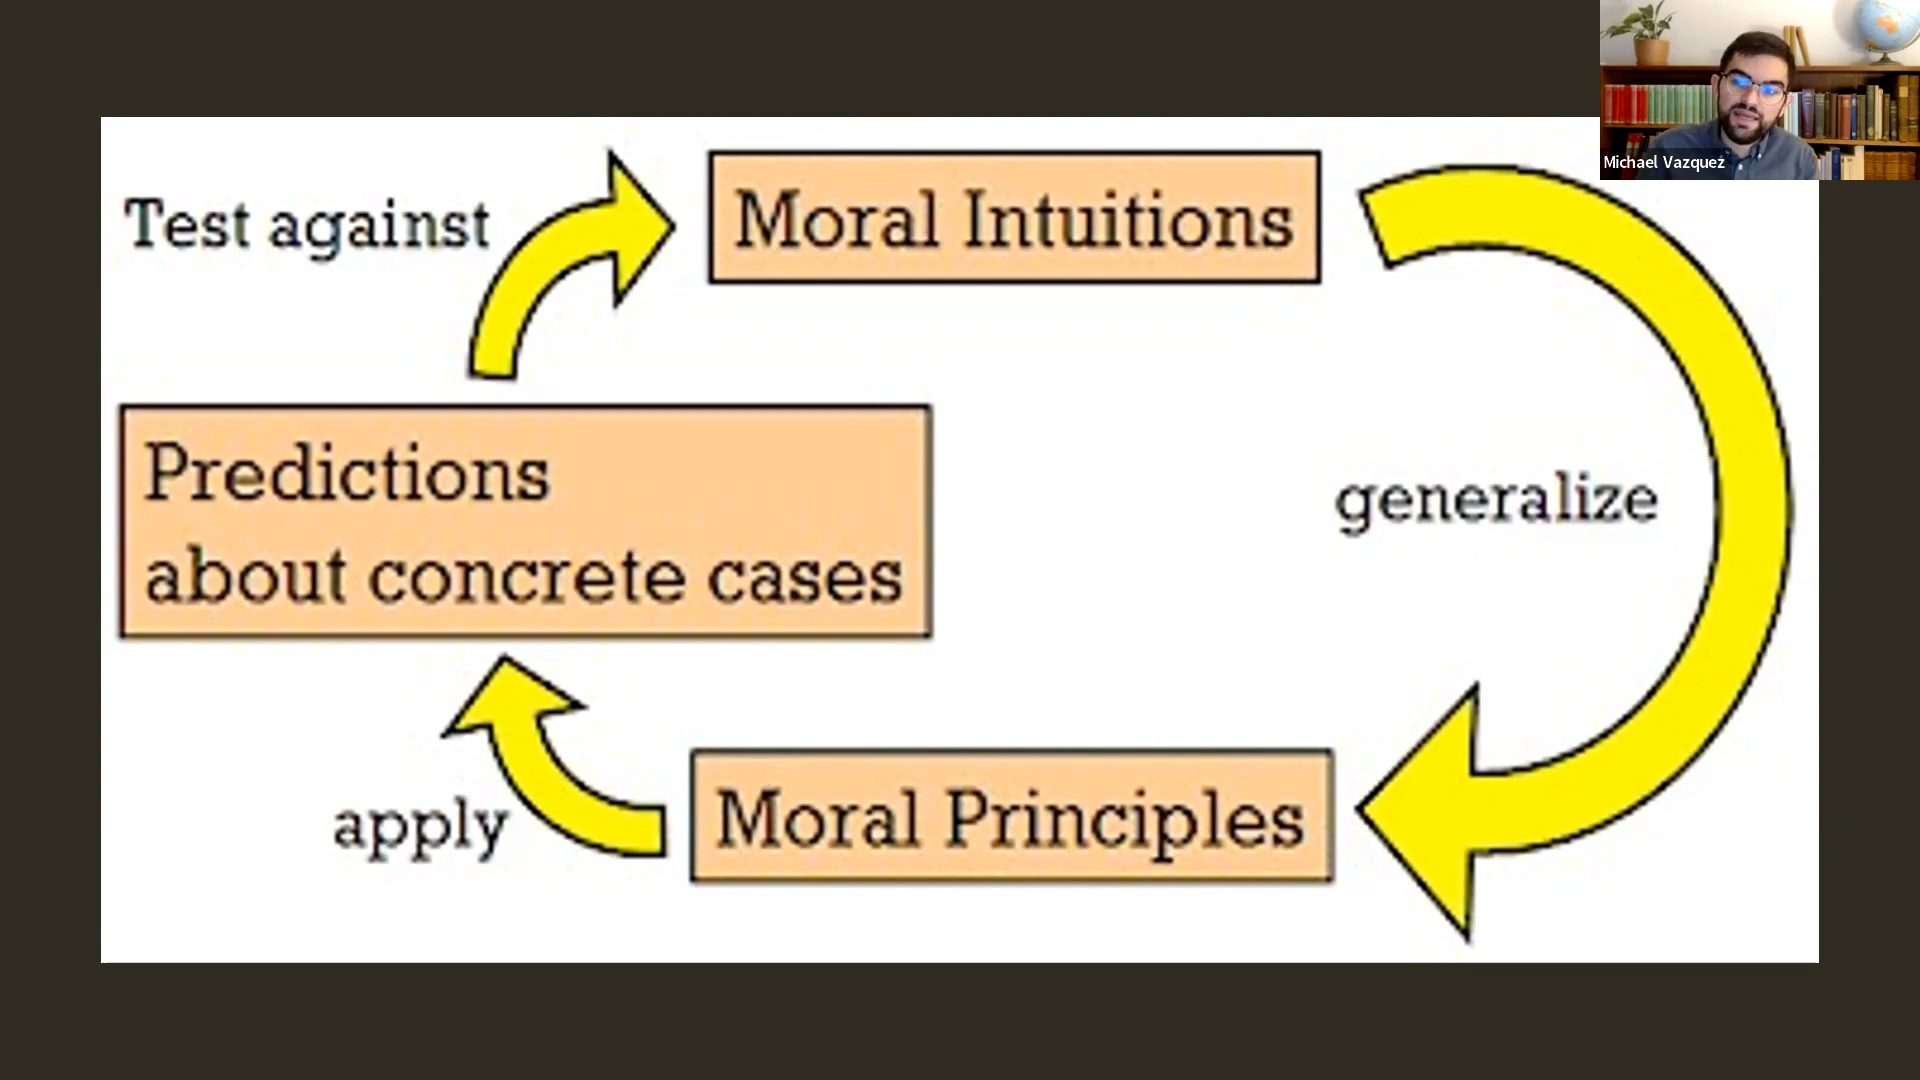 Michael Vazquez
Test against
Moral Intuitions
Predictions
about concrete cases
generalize
apply
Moral Principles